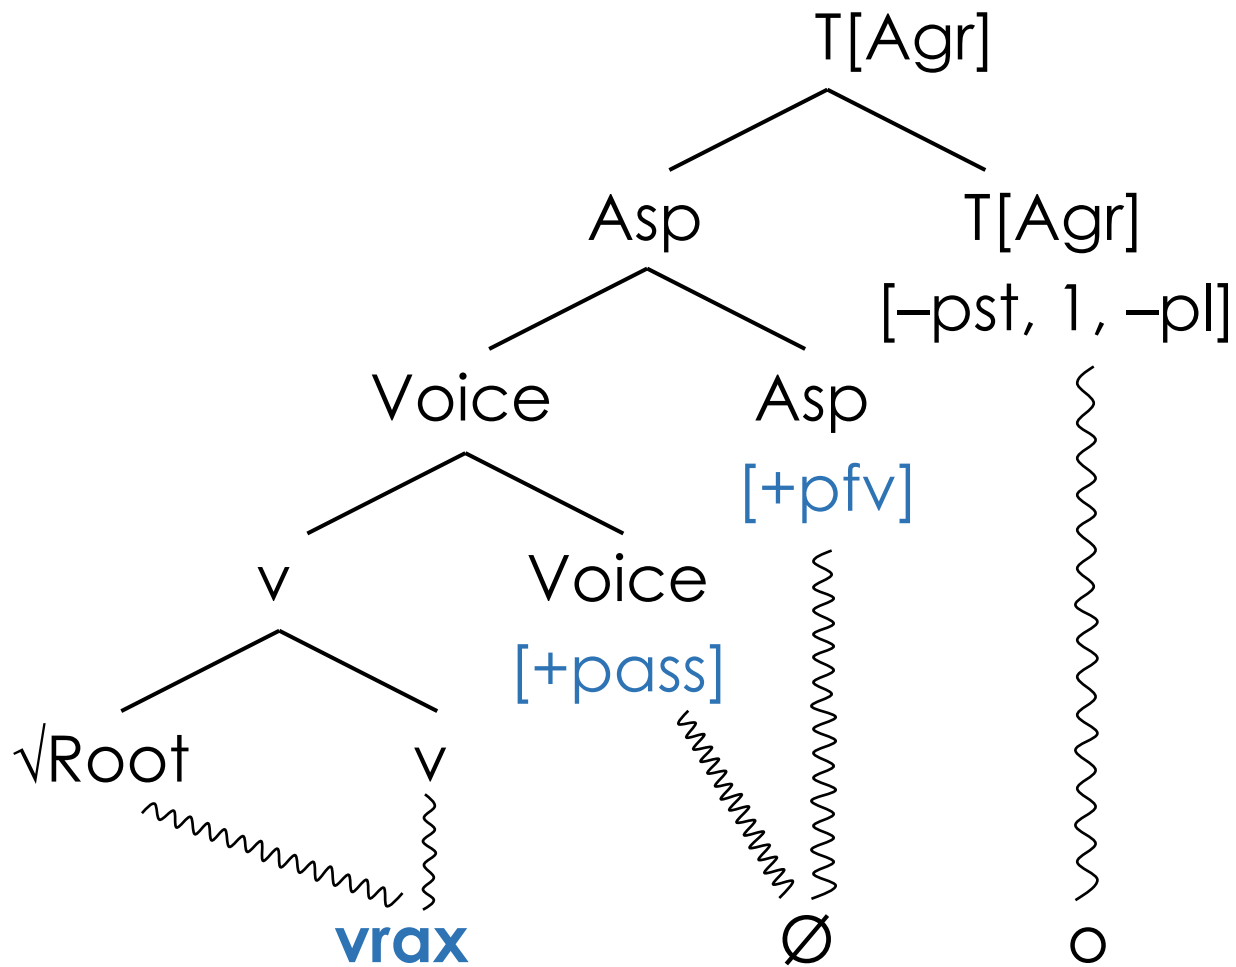 T[Agr]
Asp T[Agr]
[–pst, 1, –pl]
Voice Asp
[+pfv]
v Voice
[+pass]
√Root v
vrax Ø o